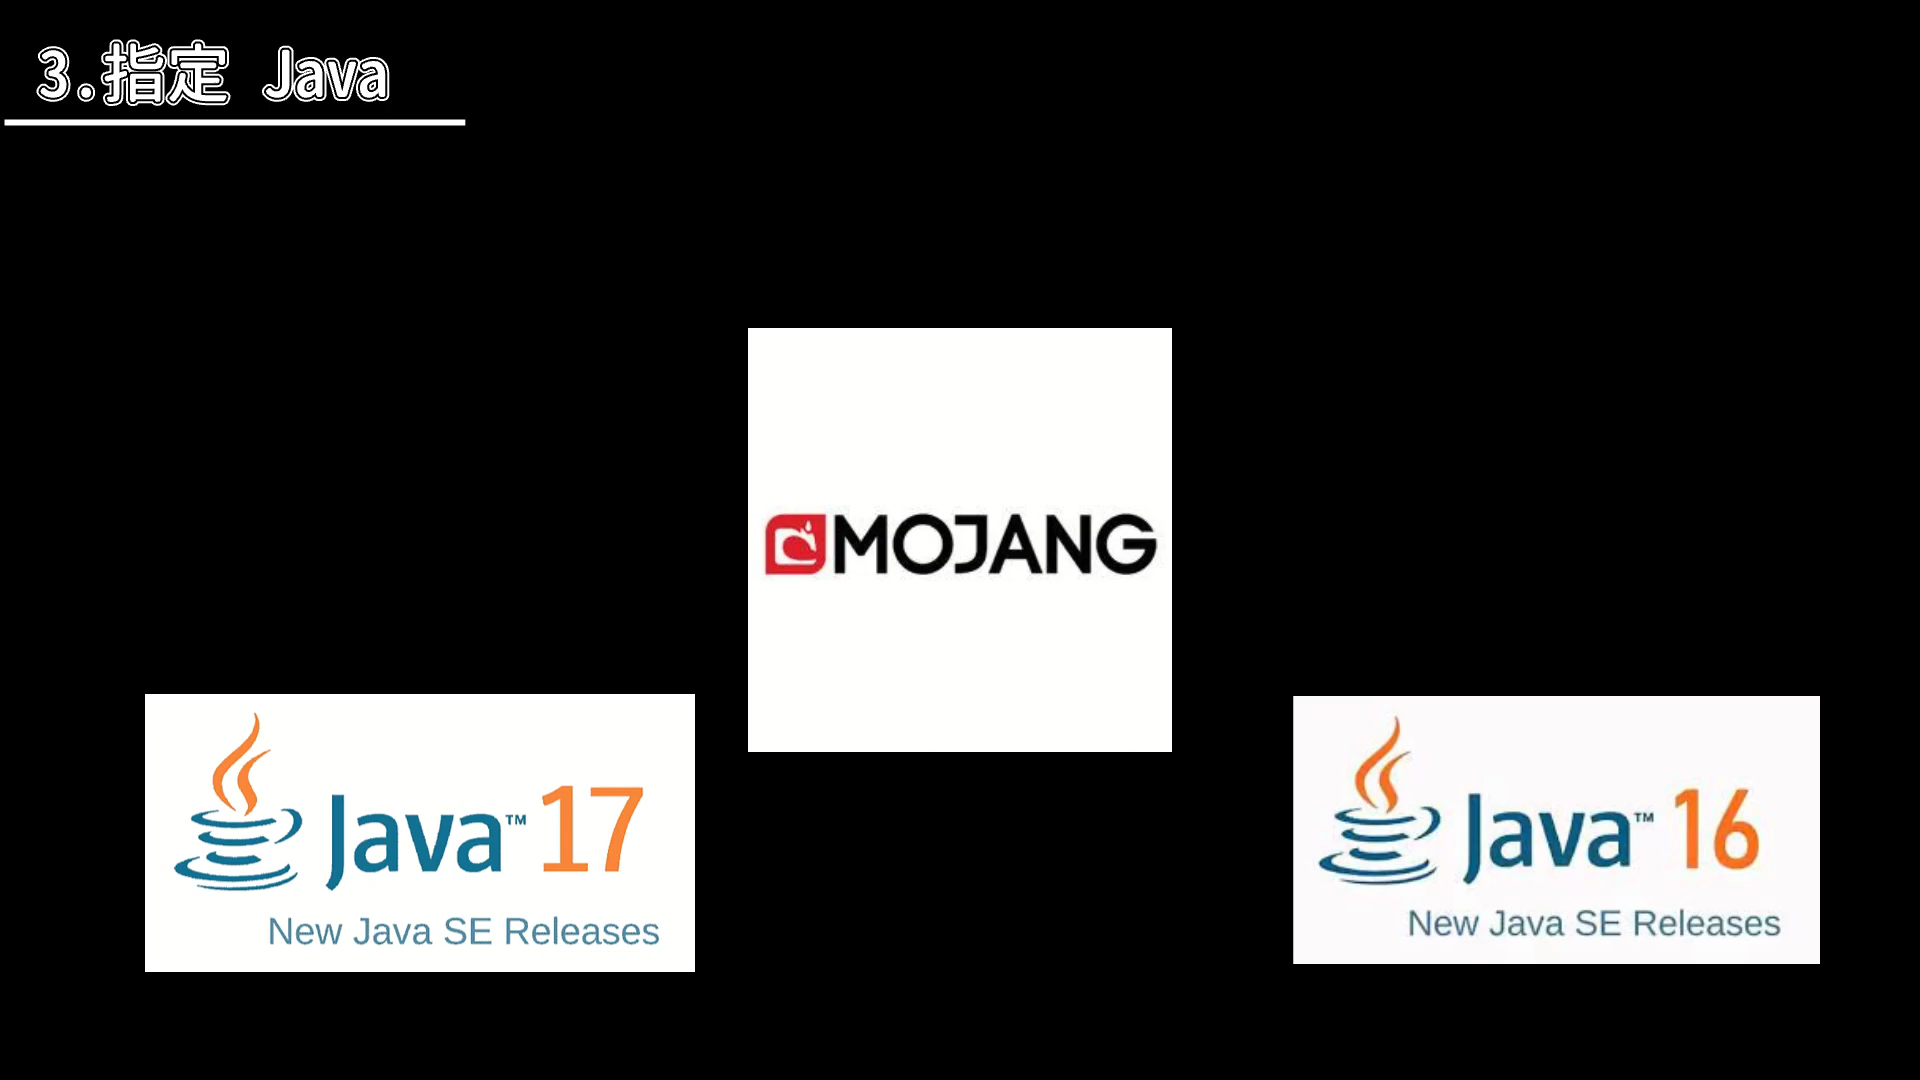 3.指定 Java
MOJANG
Java™ 17
New Java SE Releases
Java™ 16
New Java SE Releases